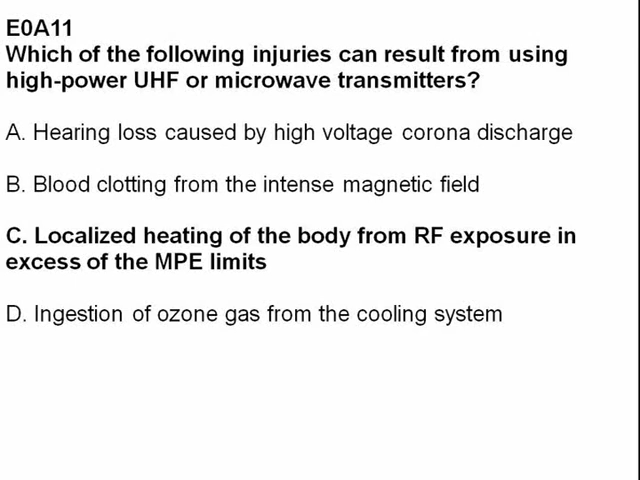 E0A11
Which of the following injuries can result from using
high-power UHF or microwave transmitters?
A. Hearing loss caused by high voltage corona discharge
B. Blood clotting from the intense magnetic field
C. Localized heating of the body from RF exposure in
excess of the MPE limits
D. Ingestion of ozone gas from the cooling system